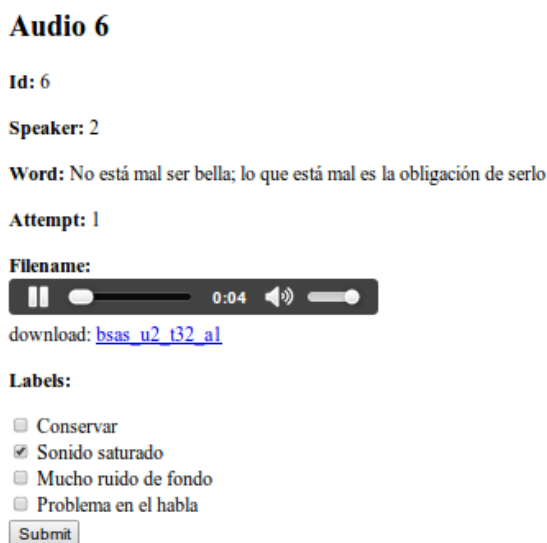 Audio 6
Id: 6
Speaker: 2
Word: No está mal ser bella; lo que está mal es la obligación de serlo
Attempt: 1
Filename:
0:04
download: bsas_u2_t32_a1
Labels:
Conservar
Sonido saturado
Mucho ruido de fondo
Problema en el habla
Submit